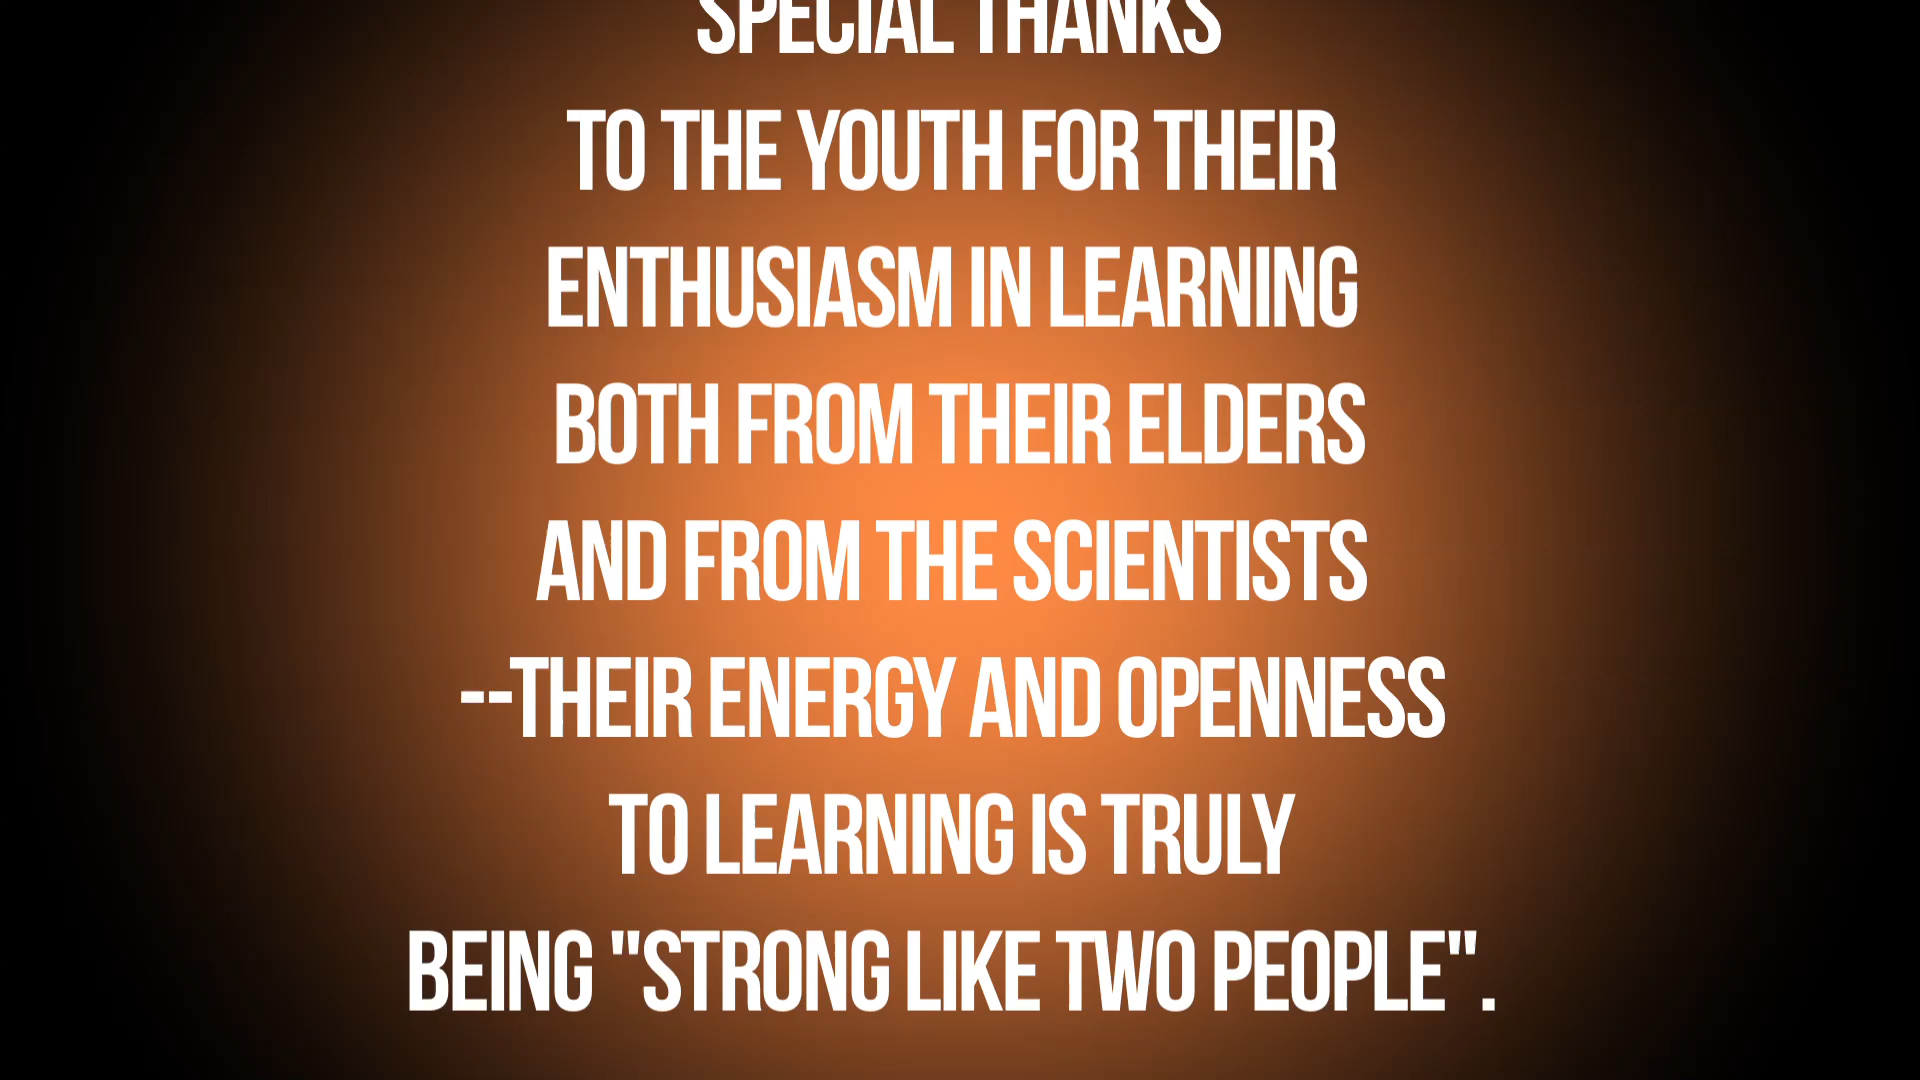 SPECIAL THANKS
TO THE YOUTH FOR THEIR
ENTHUSIASM IN LEARNING
BOTH FROM THEIR ELDERS
AND FROM THE SCIENTISTS
--THEIR ENERGY AND OPENNESS
TO LEARNING IS TRULY
BEING "STRONG LIKE TWO PEOPLE".